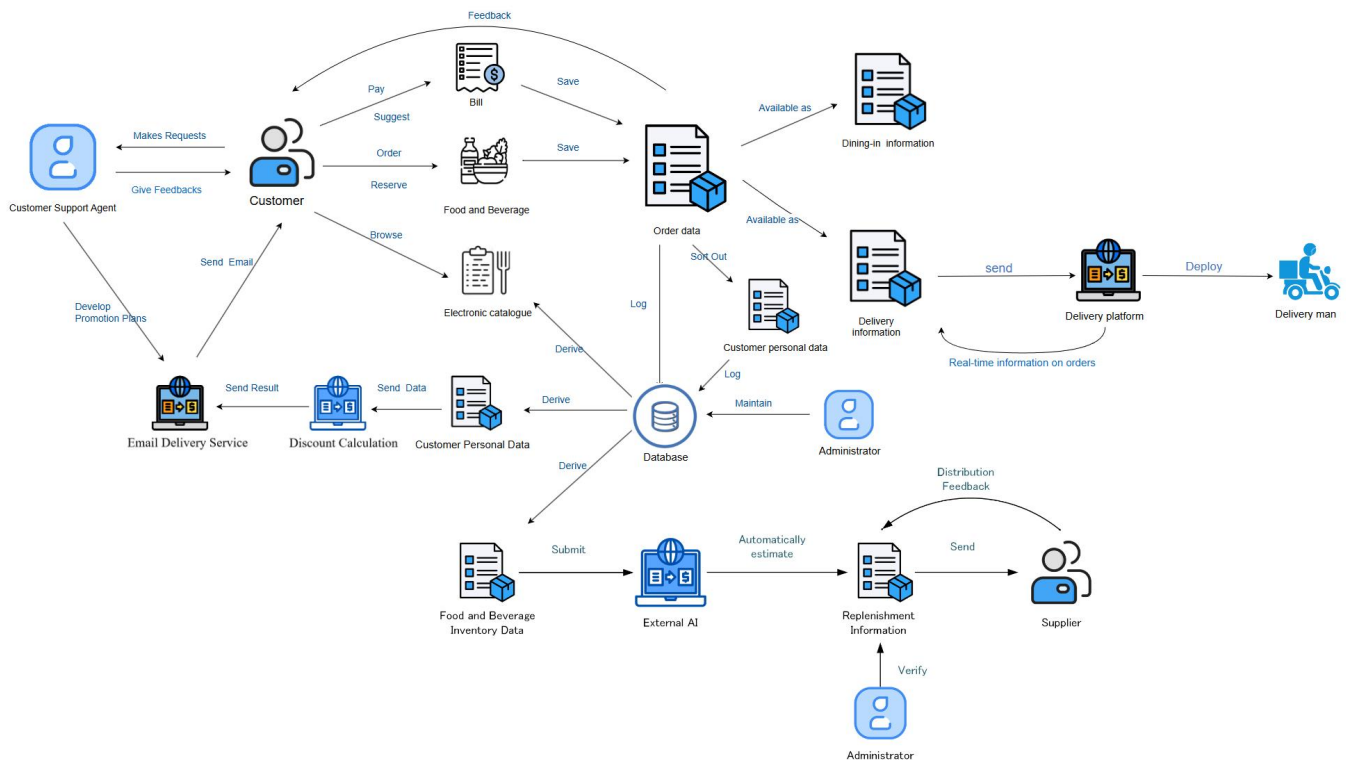 Feedback
Pay
Bill
Save
Suggest
Available as
Dining-in information
Makes Requests
Order
Save
Give Feedbacks
Reserve
Customer Support Agent
Customer
Food and Beverage
Order data
Available as
Browse
Send Email
Sort Out
send
Deploy
Develop
Promotion Plans
Electronic catalogue
Log
Delivery
information
Delivery platform
Delivery man
Customer personal data
Derive
Real-time information on orders
Log
Send Result
Send Data
Derive
Maintain
Email Delivery Service
Discount Calculation
Customer Personal Data
Database
Administrator
Derive
Distribution
Feedback
Submit
Automatically
estimate
Send
Food and Beverage
Inventory Data
External AI
Replenishment
Information
Supplier
Verify
Administrator